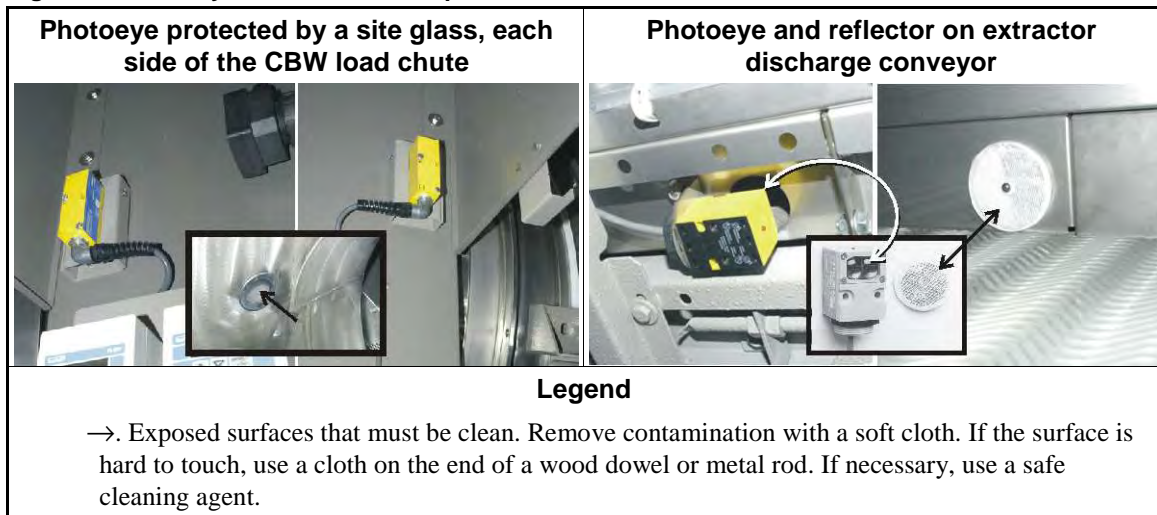 Photoeye protected by a site glass, each
side of the CBW load chute
Photoeye and reflector on extractor
discharge conveyor
Legend
→. Exposed surfaces that must be clean. Remove contamination with a soft cloth. If the surface is
hard to touch, use a cloth on the end of a wood dowel or metal rod. If necessary, use a safe
cleaning agent.